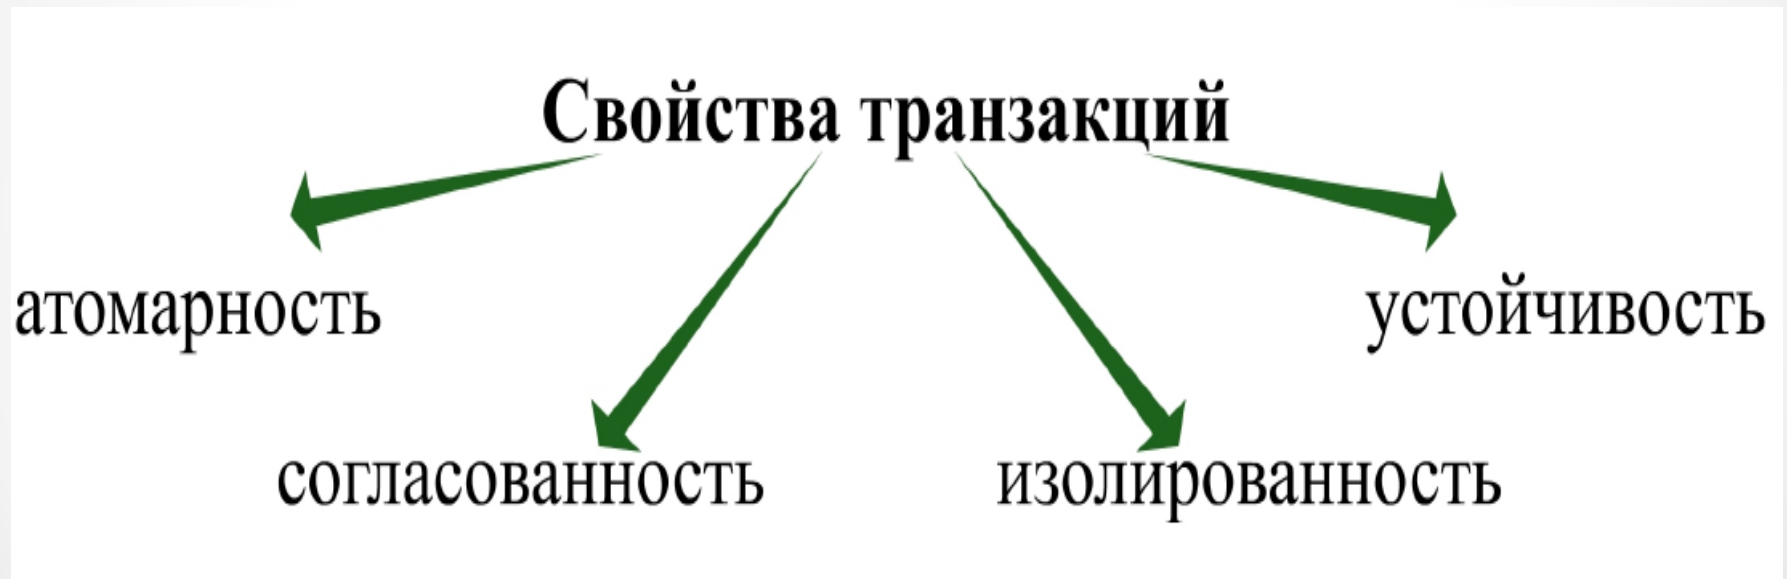 Свойства транзакций
атомарность
устойчивость
согласованность
изолированность